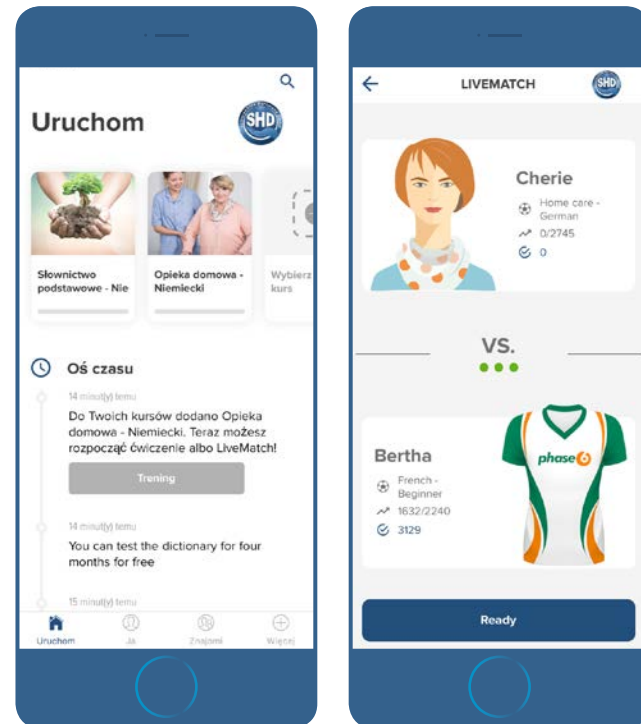 Uruchom
SHD
Słownictwo
podstawowe - Nie
Opieka domowa -
Niemiecki
Wybierz
kurs
Oś czasu
14 minut(y) temu
Do Twoich kursów dodano Opieka
domowa - Niemiecki. Teraz możesz
rozpocząć ćwiczenie albo LiveMatch!
Trening
14 minut(y) temu
You can test the dictionary for four
months for free
15 minut(y) temu
Uruchom
Ja
Znajomi
Więcej
LIVEMATCH
SHD
Cherie
Home care -
German
0/2745
0
VS.
Bertha
French -
Beginner
1632/2240
3129
phase6
Ready